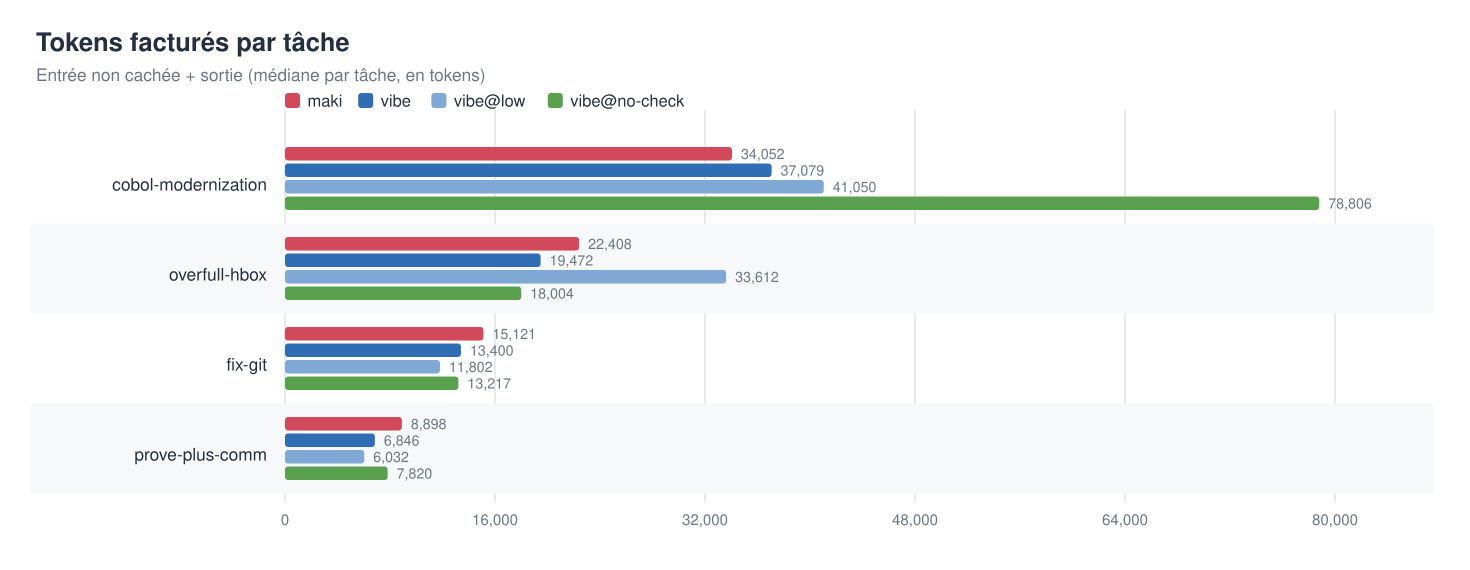 Tokens facturés par tâche
Entrée non cachée + sortie (médiane par tâche, en tokens)
maki vibe vibe@low vibe@no-check
cobol-modernization
34,052
37,079
41,050
78,806
overfull-hbox
22,408
19,472
33,612
18,004
fix-git
15,121
13,400
11,802
13,217
prove-plus-comm
8,898
6,846
6,032
7,820
0 16,000 32,000 48,000 64,000 80,000